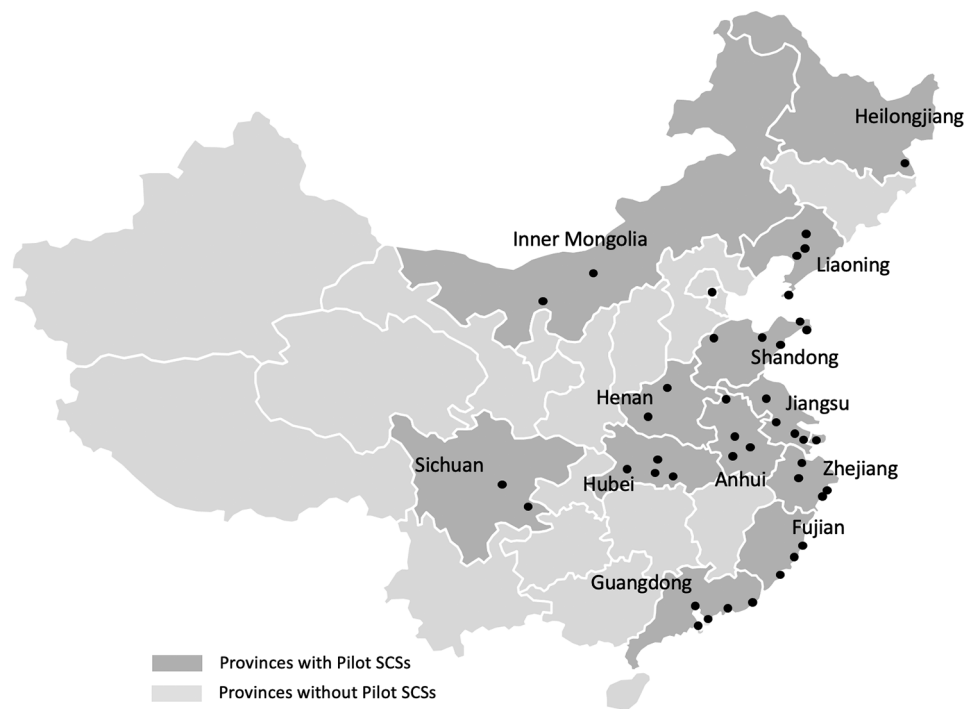 Heilongjiang
Inner Mongolia
Liaoning
Shandong
Henan
Jiangsu
Sichuan
Hubei
Anhui
Zhejiang
Fujian
Guangdong
Provinces with Pilot SCSs
Provinces without Pilot SCSs